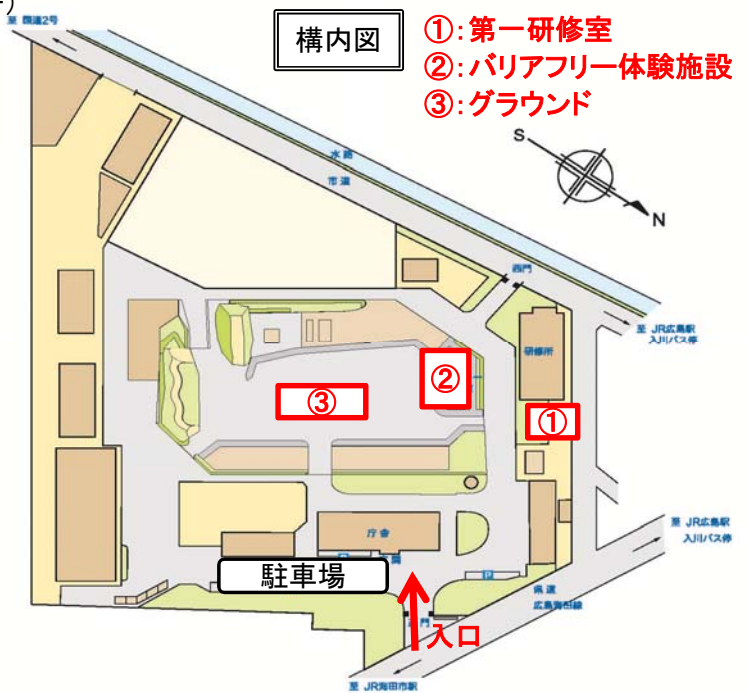 至 国道2号
構内図
①:第一研修室
②:バリアフリー体験施設
③:グラウンド
S
N
水路
市道
西門
至 JR広島駅
入川バス停
研修所
②
③
①
庁舎
至 JR広島駅
入川バス停
P
P
駐車場
県道
広島海田線
入口
至 JR海田市駅